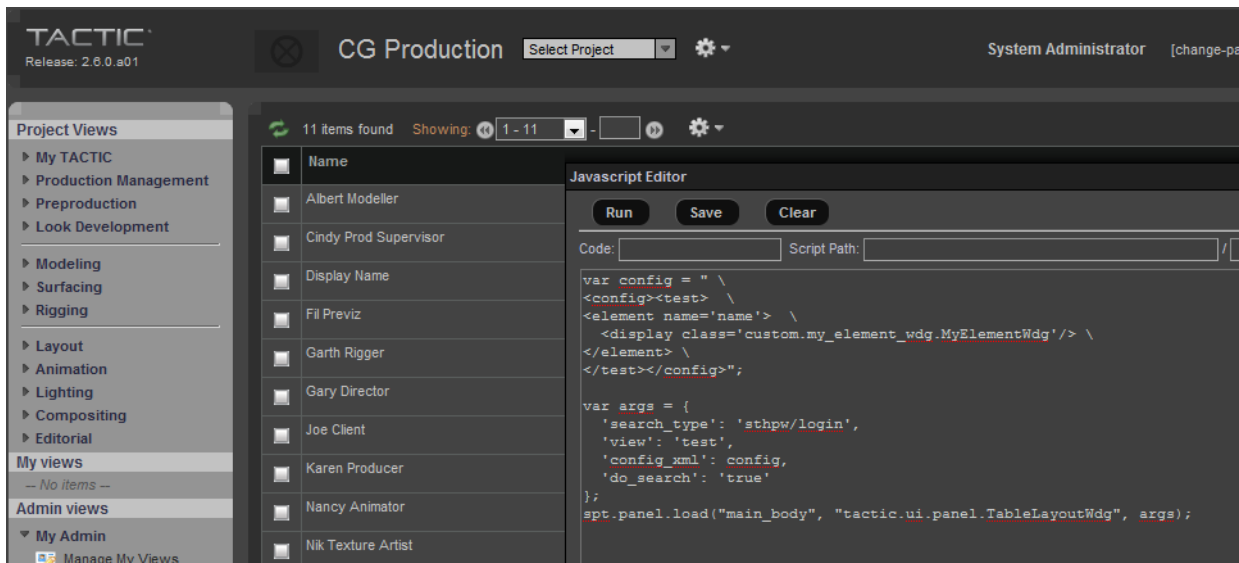 TACTIC
Release: 2.6.0.a01
CG Production
Select Project
System Administrator [change-pa
Project Views
My TACTIC
Production Management
Preproduction
Look Development
Modeling
Surfacing
Rigging
Layout
Animation
Lighting
Compositing
Editorial
My views
-- No items --
Admin views
My Admin
Manage My Views
11 items found Showing: 1 - 11 -
Name
Albert Modeller
Cindy Prod Supervisor
Display Name
Fil Previz
Garth Rigger
Gary Director
Joe Client
Karen Producer
Nancy Animator
Nik Texture Artist
Javascript Editor
Run Save Clear
Code: Script Path: /
var config = " \
<config><test> \
<element name='name'> \
  <display class='custom.my_element_wdg.MyElementWdg'/> \
</element> \
</test></config>";
var args = {
  'search_type': 'sthpw/login',
  'view': 'test',
  'config_xml': config,
  'do_search': 'true'
};
spt.panel.load("main_body", "tactic.ui.panel.TableLayoutWdg", args);